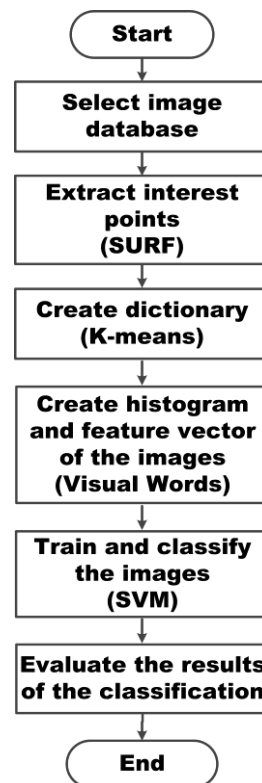 Start
Select image
database
Extract interest
points
(SURF)
Create dictionary
(K-means)
Create histogram
and feature vector
of the images
(Visual Words)
Train and classify
the images
(SVM)
Evaluate the results
of the classification
End